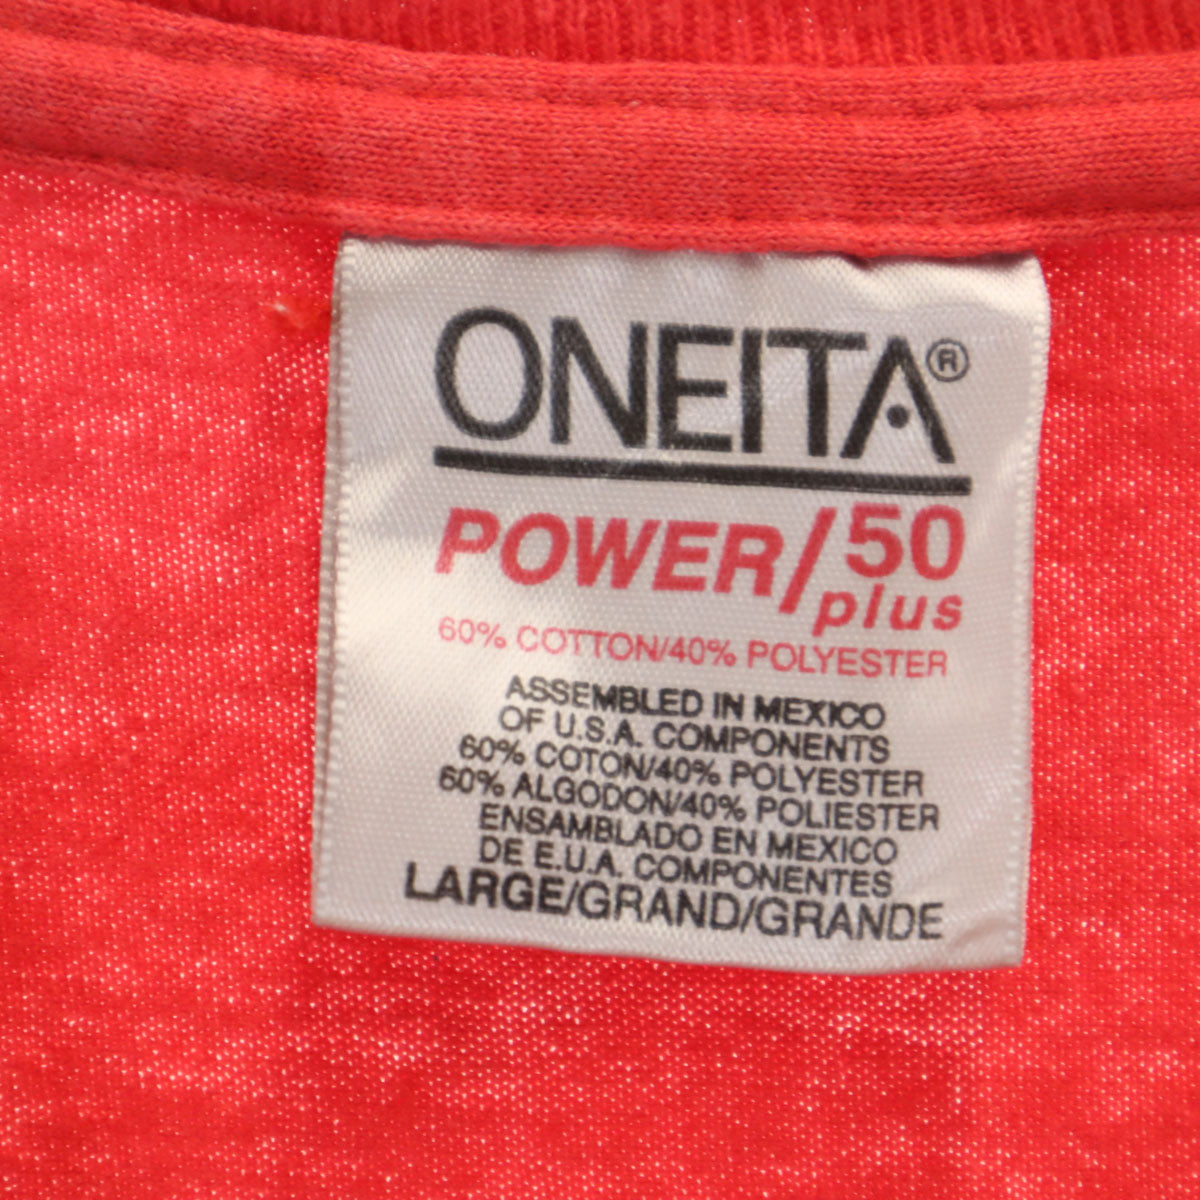 ONEITA®
POWER/50
plus
60% COTTON/40% POLYESTER
ASSEMBLED IN MEXICO
OF U.S.A. COMPONENTS
60% COTON/40% POLYESTER
60% ALGODON/40% POLIESTER
ENSAMBLADO EN MEXICO
DE E.U.A. COMPONENTES
LARGE/GRAND/GRANDE